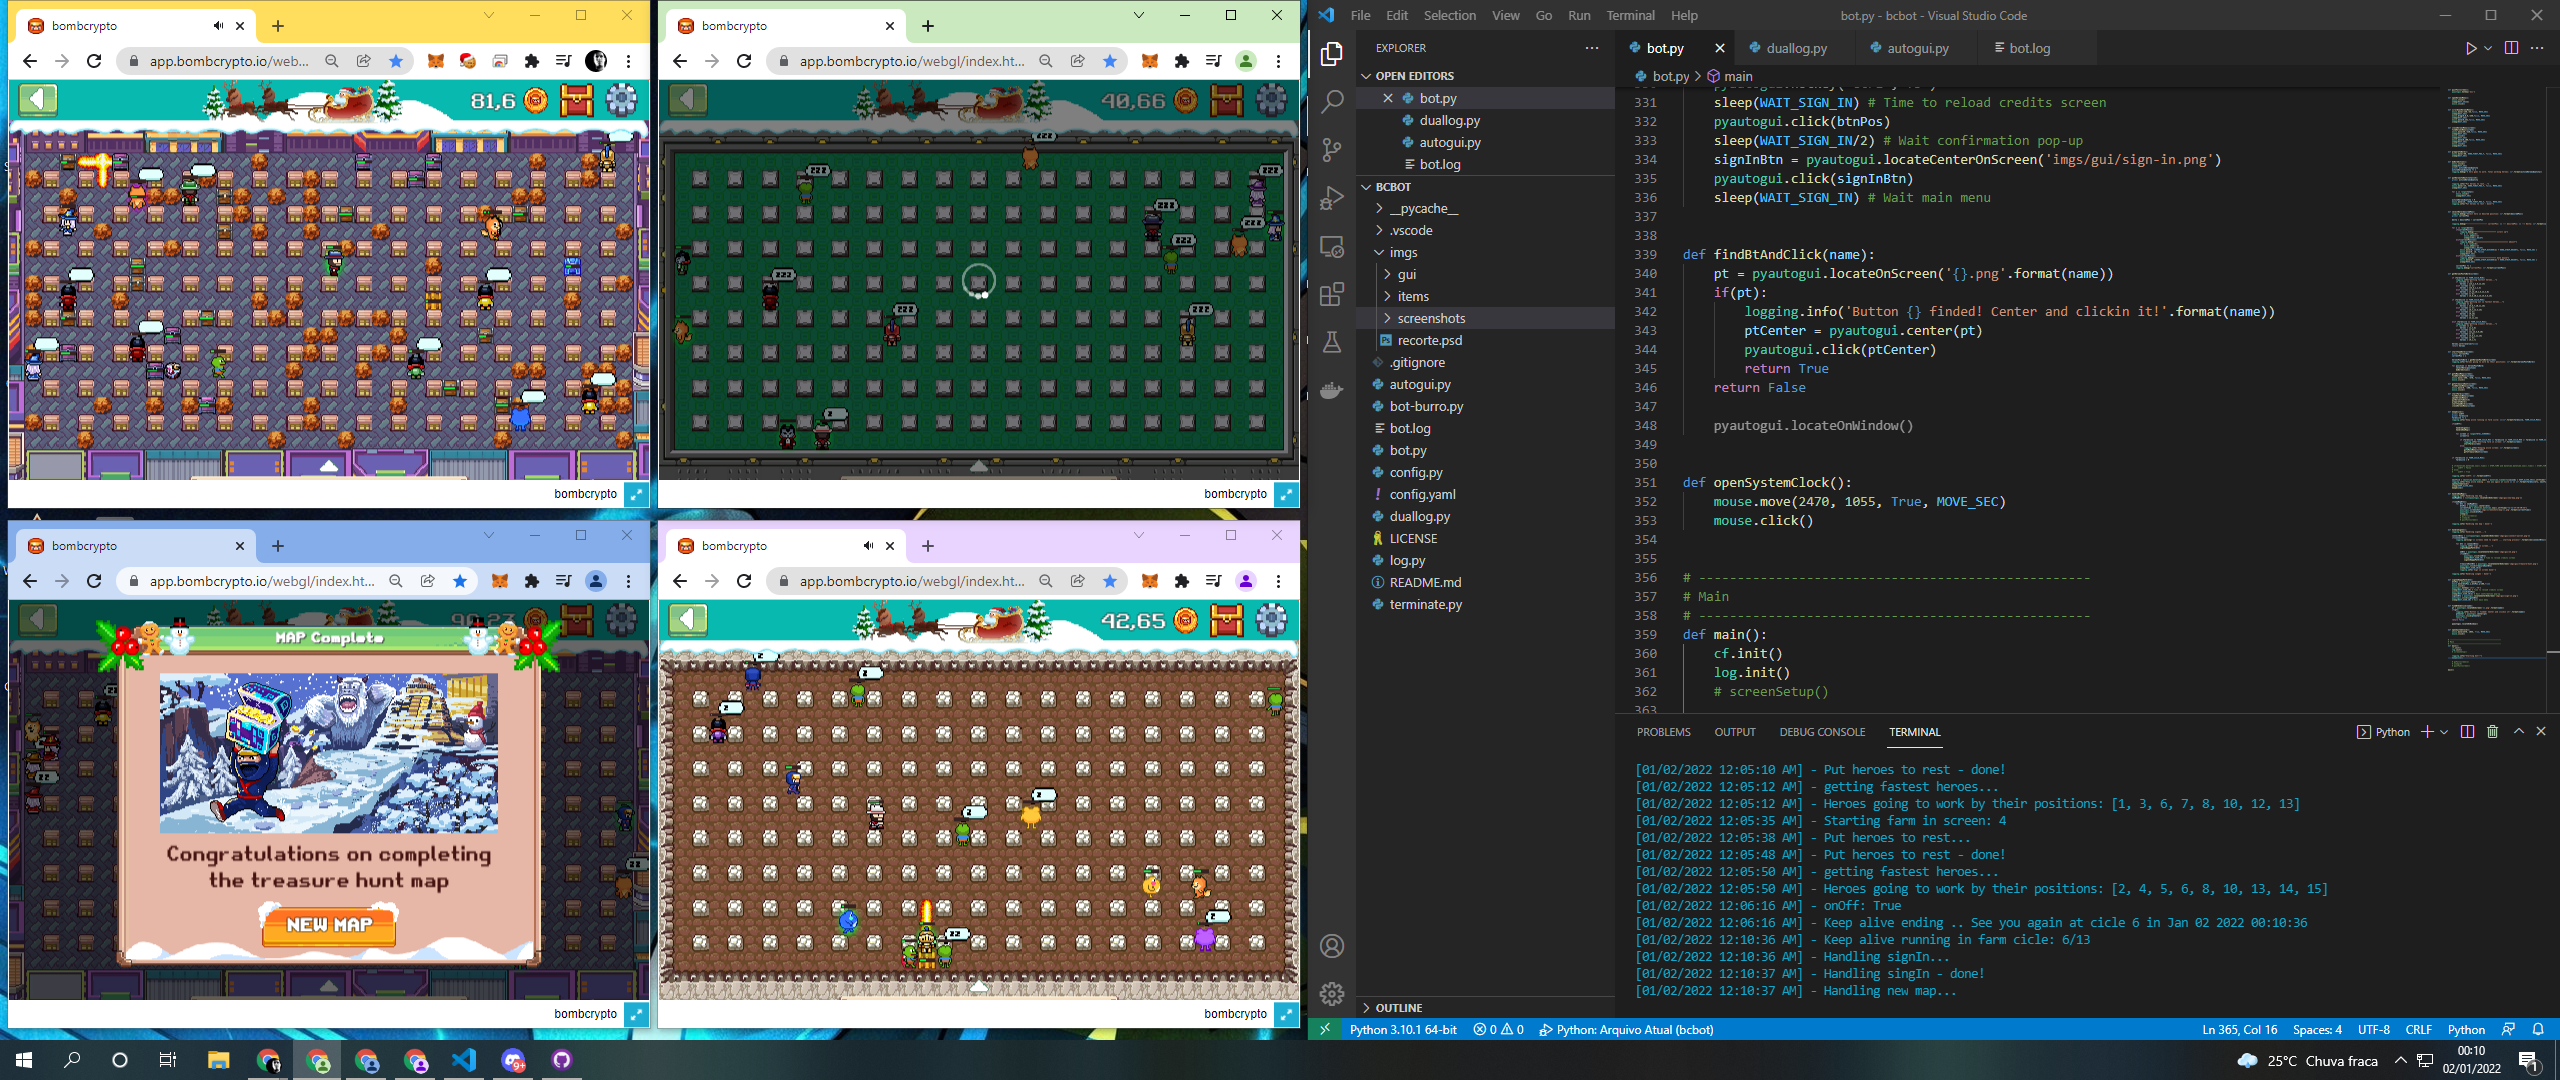 bombcrypto
app.bombcrypto.io/web...
81,6
bombcrypto
bombcrypto
app.bombcrypto.io/webgl/index.ht...
40,66
bombcrypto
bombcrypto
app.bombcrypto.io/webgl/index.ht...
MAP Complete
Congratulations on completing
the treasure hunt map
NEW MAP
bombcrypto
bombcrypto
app.bombcrypto.io/webgl/index.ht...
42,65
bombcrypto
File Edit Selection View Go Run Terminal Help
bot.py - bcbot - Visual Studio Code
EXPLORER
OPEN EDITORS
bot.py
duallog.py
autogui.py
bot.log
BCBOT
__pycache__
.vscode
imgs
gui
items
screenshots
recorte.psd
.gitignore
autogui.py
bot-burro.py
bot.log
bot.py
config.py
config.yaml
duallog.py
LICENSE
log.py
README.md
terminate.py
OUTLINE
bot.py duallog.py autogui.py bot.log
bot.py > main
331 sleep(WAIT_SIGN_IN) # Time to reload credits screen
332 pyautogui.click(btnPos)
333 sleep(WAIT_SIGN_IN/2) # Wait confirmation pop-up
334 signInBtn = pyautogui.locateCenterOnScreen('imgs/gui/sign-in.png')
335 pyautogui.click(signInBtn)
336 sleep(WAIT_SIGN_IN) # Wait main menu
337
338
339 def findBtAndClick(name):
340 pt = pyautogui.locateOnScreen('{}.png'.format(name))
341 if(pt):
342 logging.info('Button {} finded! Center and clickin it!'.format(name))
343 ptCenter = pyautogui.center(pt)
344 pyautogui.click(ptCenter)
345 return True
346 return False
347
348 pyautogui.locateOnWindow()
349
350
351 def openSystemClock():
352 mouse.move(2470, 1055, True, MOVE_SEC)
353 mouse.click()
354
355
356 # ---------------------------------------------------
357 # Main
358 # ---------------------------------------------------
359 def main():
360 cf.init()
361 log.init()
362 # screenSetup()
363
PROBLEMS OUTPUT DEBUG CONSOLE TERMINAL
Python
[01/02/2022 12:05:10 AM] - Put heroes to rest - done!
[01/02/2022 12:05:12 AM] - getting fastest heroes...
[01/02/2022 12:05:12 AM] - Heroes going to work by their positions: [1, 3, 6, 7, 8, 10, 12, 13]
[01/02/2022 12:05:35 AM] - Starting farm in screen: 4
[01/02/2022 12:05:38 AM] - Put heroes to rest...
[01/02/2022 12:05:48 AM] - Put heroes to rest - done!
[01/02/2022 12:05:50 AM] - getting fastest heroes...
[01/02/2022 12:05:50 AM] - Heroes going to work by their positions: [2, 4, 5, 6, 8, 10, 13, 14, 15]
[01/02/2022 12:06:16 AM] - onOff: True
[01/02/2022 12:06:16 AM] - Keep alive ending .. See you again at cicle 6 in Jan 02 2022 00:10:36
[01/02/2022 12:10:36 AM] - Keep alive running in farm cicle: 6/13
[01/02/2022 12:10:36 AM] - Handling signIn...
[01/02/2022 12:10:37 AM] - Handling singIn - done!
[01/02/2022 12:10:37 AM] - Handling new map...
Python 3.10.1 64-bit 0 0 Python: Arquivo Atual (bcbot)
Ln 365, Col 16 Spaces: 4 UTF-8 CRLF Python
25°C Chuva fraca
00:10
02/01/2022